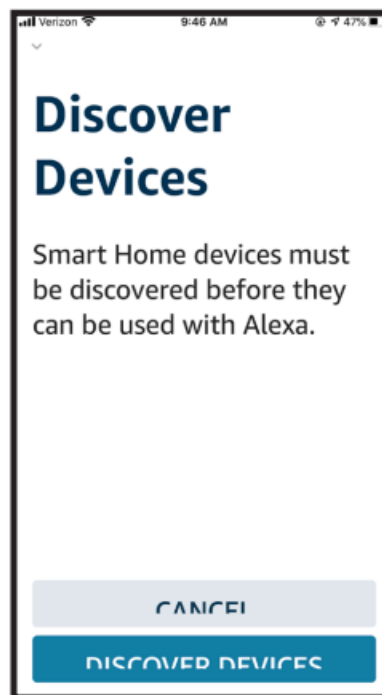 Verizon 9:46 AM 47%
Discover
Devices
Smart Home devices must
be discovered before they
can be used with Alexa.
CANCEL
DISCOVER DEVICES